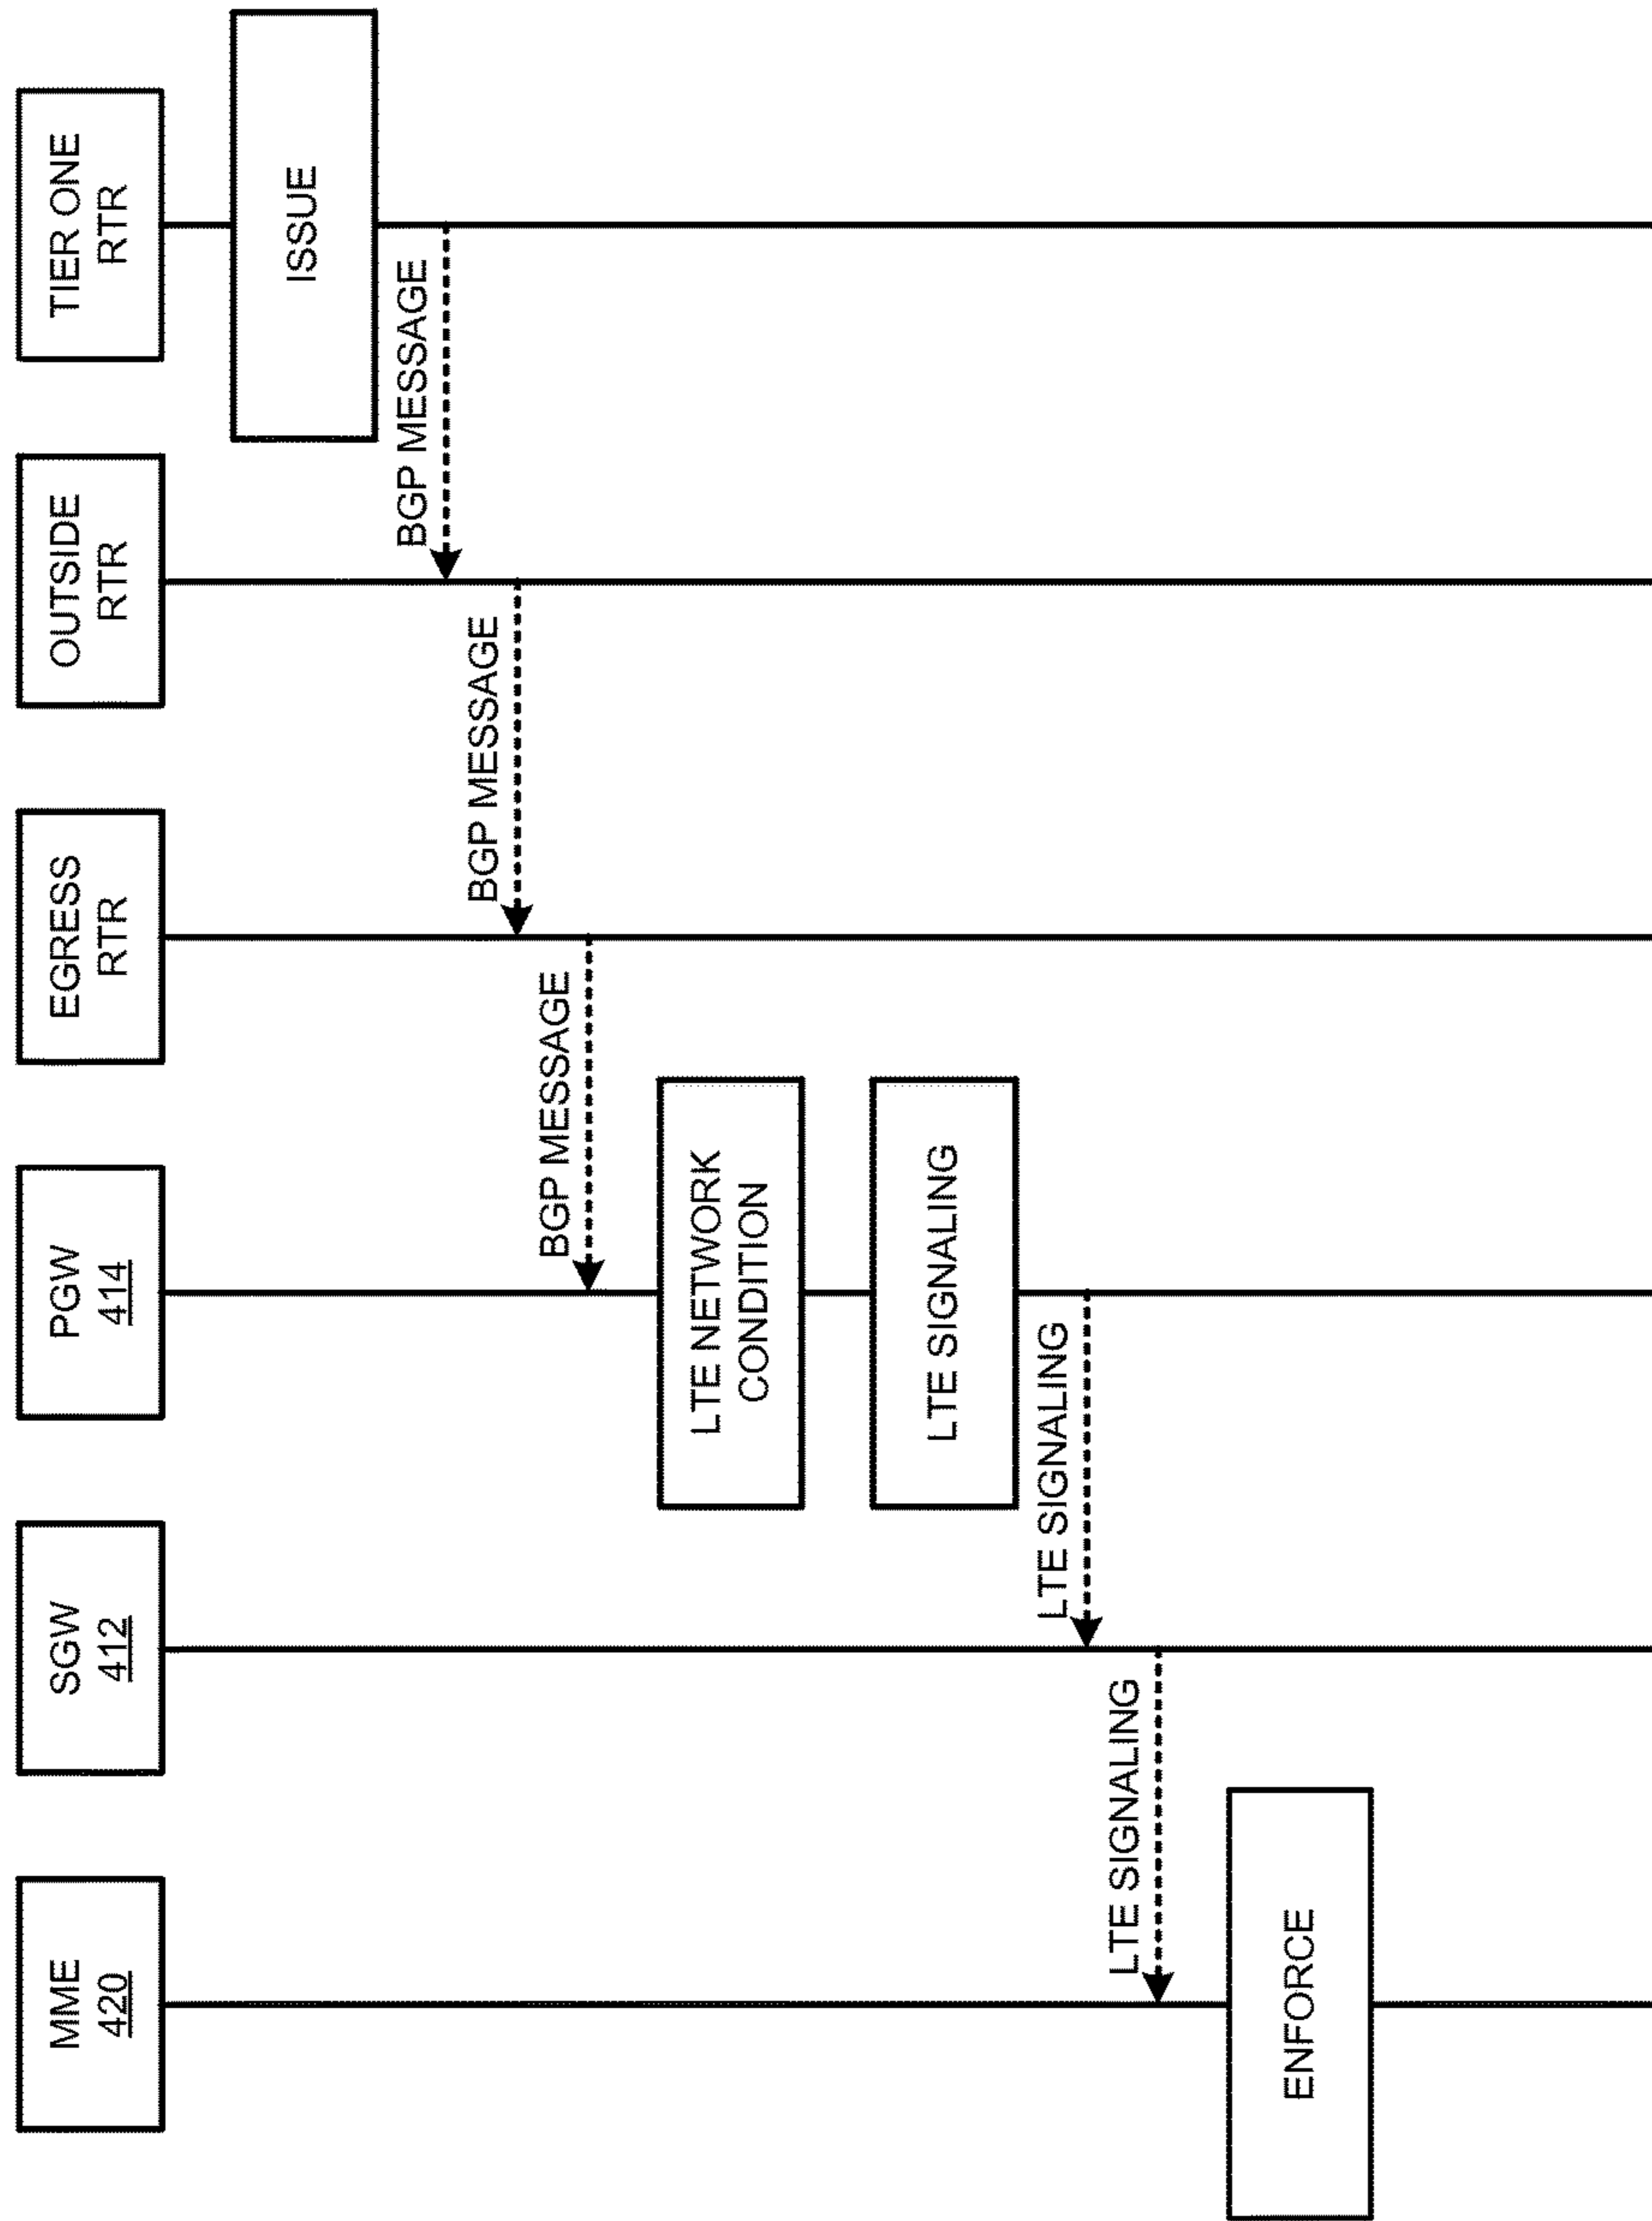 MME
420
SGW
412
PGW
414
EGRESS
RTR
OUTSIDE
RTR
TIER ONE
RTR
ISSUE
BGP MESSAGE
BGP MESSAGE
BGP MESSAGE
LTE NETWORK
CONDITION
LTE SIGNALING
LTE SIGNALING
LTE SIGNALING
ENFORCE